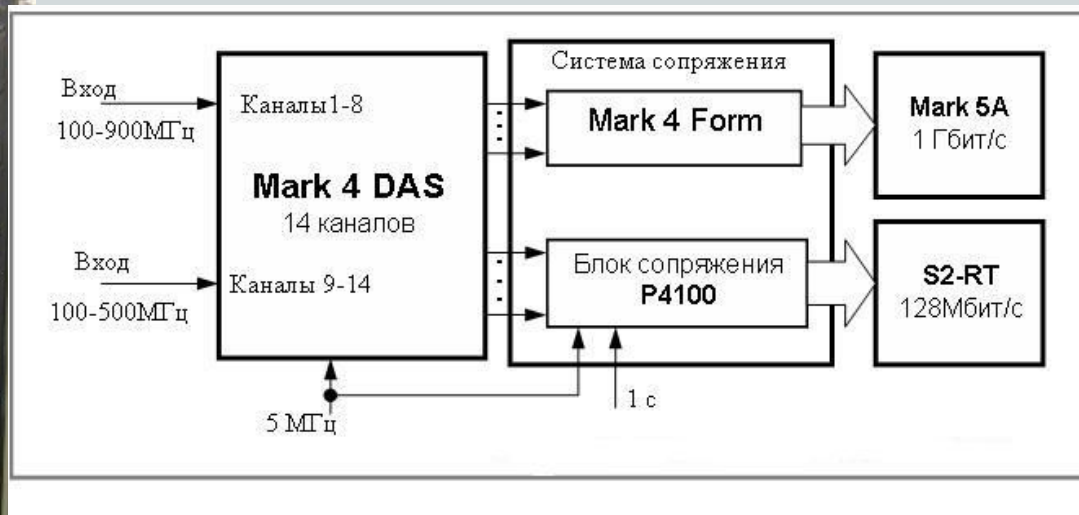 Система сопряжения
Вход
100-900МГц
Каналы1-8
Mark 4 DAS
14 каналов
Mark 4 Form
Mark 5A
1 Гбит/с
Вход
100-500МГц
Каналы 9-14
Блок сопряжения
P4100
S2-RT
128Мбит/с
5 МГц
1 с